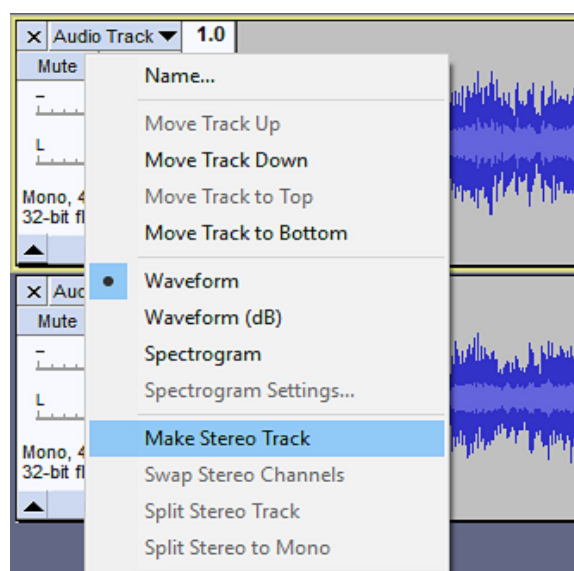 × Audio Track ▼ 1.0
Mute
Name...
-
Move Track Up
L
Move Track Down
Mono, 4
Move Track to Top
32-bit fl
Move Track to Bottom
× Aud
Waveform
Mute
Waveform (dB)
-
Spectrogram
L
Spectrogram Settings...
Make Stereo Track
Mono, 4
32-bit fl
Swap Stereo Channels
Split Stereo Track
Split Stereo to Mono